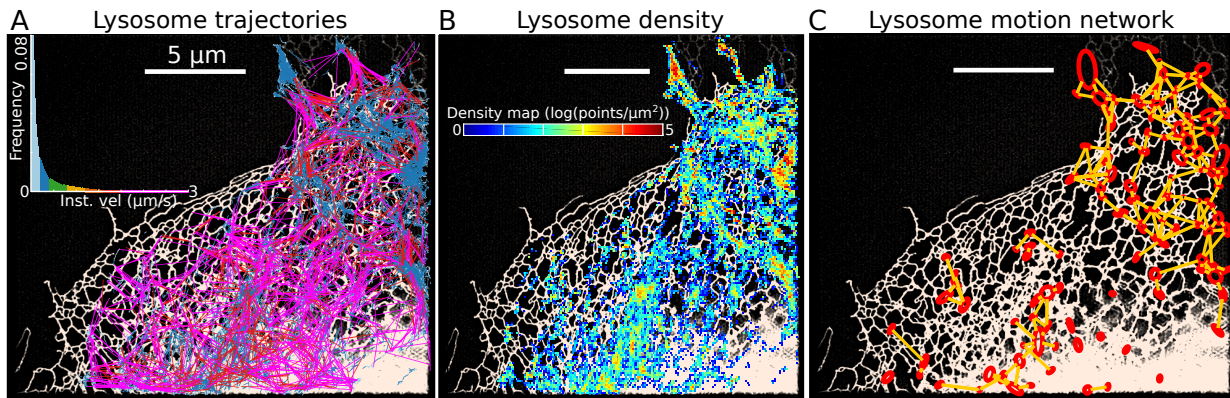 A Lysosome trajectories
B Lysosome density
C Lysosome motion network
0.08
Frequency
0
3
Inst. vel (µm/s)
5 µm
Density map (log(points/µm²))
0 5